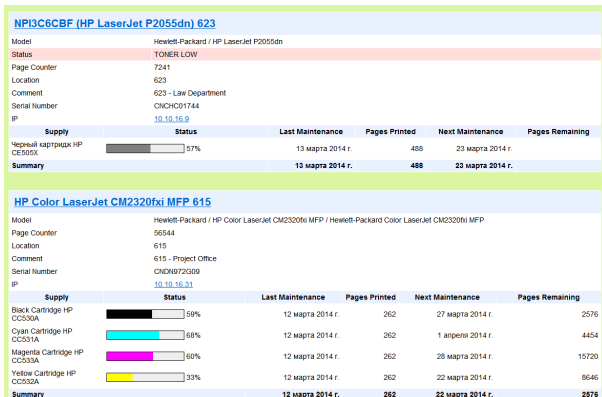 NPI3C6CBF (HP LaserJet P2055dn) 623
Model Hewlett-Packard / HP LaserJet P2055dn
Status TONER LOW
Page Counter 7241
Location 623
Comment 623 - Law Department
Serial Number CNCHC01744
IP 10.10.16.9
Supply Status Last Maintenance Pages Printed Next Maintenance Pages Remaining
Черный картридж HP
CE505X 57% 13 марта 2014 г. 488 23 марта 2014 г.
Summary 13 марта 2014 г. 488 23 марта 2014 г.
HP Color LaserJet CM2320fxi MFP 615
Model Hewlett-Packard / HP Color LaserJet CM2320fxi MFP / Hewlett-Packard Color LaserJet CM2320fxi MFP
Page Counter 56544
Location 615
Comment 615 - Project Office
Serial Number CNDN972G09
IP 10.10.16.31
Supply Status Last Maintenance Pages Printed Next Maintenance Pages Remaining
Black Cartridge HP
CC530A 59% 12 марта 2014 г. 262 27 марта 2014 г. 2576
Cyan Cartridge HP
CC531A 68% 12 марта 2014 г. 262 1 апреля 2014 г. 4454
Magenta Cartridge HP
CC533A 60% 12 марта 2014 г. 262 28 марта 2014 г. 15720
Yellow Cartridge HP
CC532A 33% 12 марта 2014 г. 262 22 марта 2014 г. 8646
Summary 12 марта 2014 г. 262 22 марта 2014 г. 2576